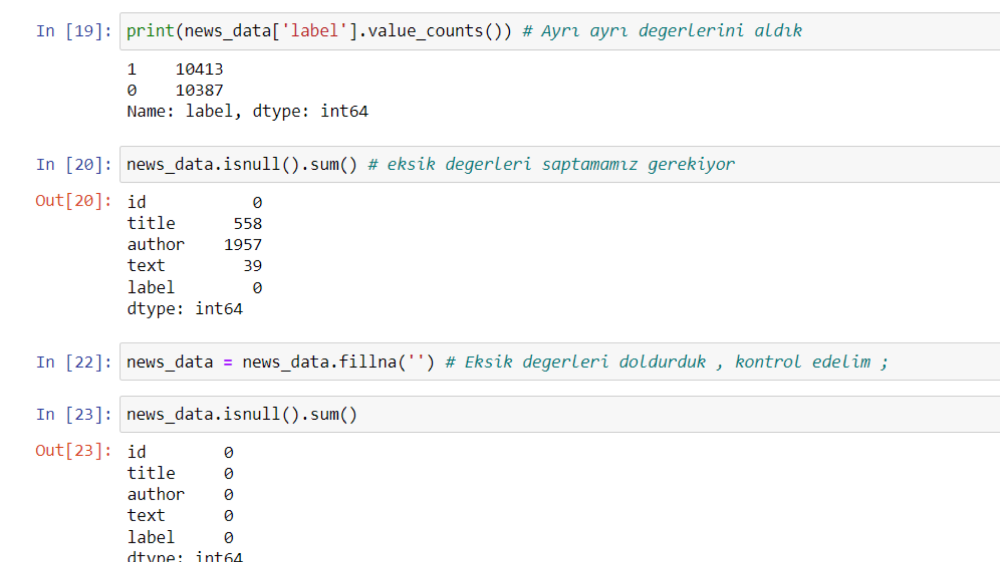 In [19]: print(news_data['label'].value_counts()) # Ayrı ayrı degerlerini aldık
1    10413
0    10387
Name: label, dtype: int64
In [20]: news_data.isnull().sum() # eksik degerleri saptamamız gerekiyor
Out[20]: id 0
title 558
author 1957
text 39
label 0
dtype: int64
In [22]: news_data = news_data.fillna('') # Eksik degerleri doldurduk , kontrol edelim ;
In [23]: news_data.isnull().sum()
Out[23]: id 0
title 0
author 0
text 0
label 0
dtype: int64